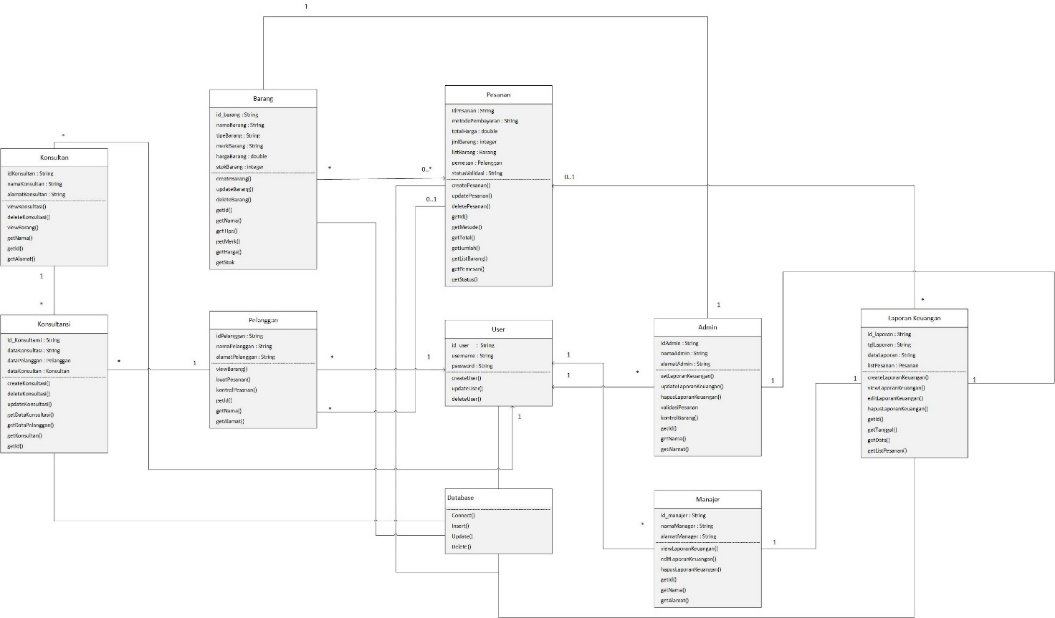 1
Barang
id_barang : String
namaBarang : String
tipeBarang : String
merkBarang : String
hargaBarang : double
stokBarang : Integer
createBarang()
updateBarang()
deleteBarang()
getId()
getNama()
getTipe()
getMerk()
getHarga()
getStok
Pesanan
idPesanan : String
metodePembayaran : String
totalHarga : double
jmlBarang : Integer
listBarang : Barang
pemesan : Pelanggan
statusValidasi : String
createPesanan()
updatePesanan()
deletePesanan()
getId()
getMetode()
getTotal()
getJumlah()
getListBarang()
getPemesan()
getStatus()
*
0..*
0..1
0..1
*
Konsultan
idKonsultan : String
namaKonsultan : String
alamatKonsultan : String
viewKonsultasi()
deleteKonsultasi()
viewBarang()
getNama()
getId()
getAlamat()
1
*
Konsultansi
id_Konsultansi : String
dataKonsultasi : String
dataPelanggan : Pelanggan
dataKonsultan : Konsultan
createKonsultasi()
deleteKonsultasi()
updateKonsultasi()
getDataKonsultasi()
getDataPelanggan()
getKonsultan()
getId()
*
1
Pelanggan
idPelanggan : String
namaPelanggan : String
alamatPelanggan : String
viewBarang()
buatPesanan()
kontrolPesanan()
getId()
getNama()
getAlamat()
*
*
1
User
id_user : String
username : String
password : String
createUser()
updateUser()
deleteUser()
1
1
1
*
*
1
Admin
idAdmin : String
namaAdmin : String
alamatAdmin : String
setLaporanKeuangan()
updateLaporanKeuangan()
hapusLaporanKeuangan()
validasiPesanan
kontrolBarang()
getId()
getNama()
getAlamat()
1
1
1
*
Laporan Keuangan
id_laporan : String
tglLaporan : String
dataLaporan : String
listPesanan : Pesanan
createLaporanKeuangan()
viewLaporanKeuangan()
editLaporanKeuangan()
hapusLaporanKeuangan()
getId()
getTanggal()
getData()
getListPesanan()
Database
Connect()
Insert()
Update()
Delete()
Manajer
id_manajer : String
namaManager : String
alamatManager : String
viewLaporanKeuangan()
editLaporanKeuangan()
hapusLaporanKeuangan()
getId()
getNama()
getAlamat()
1